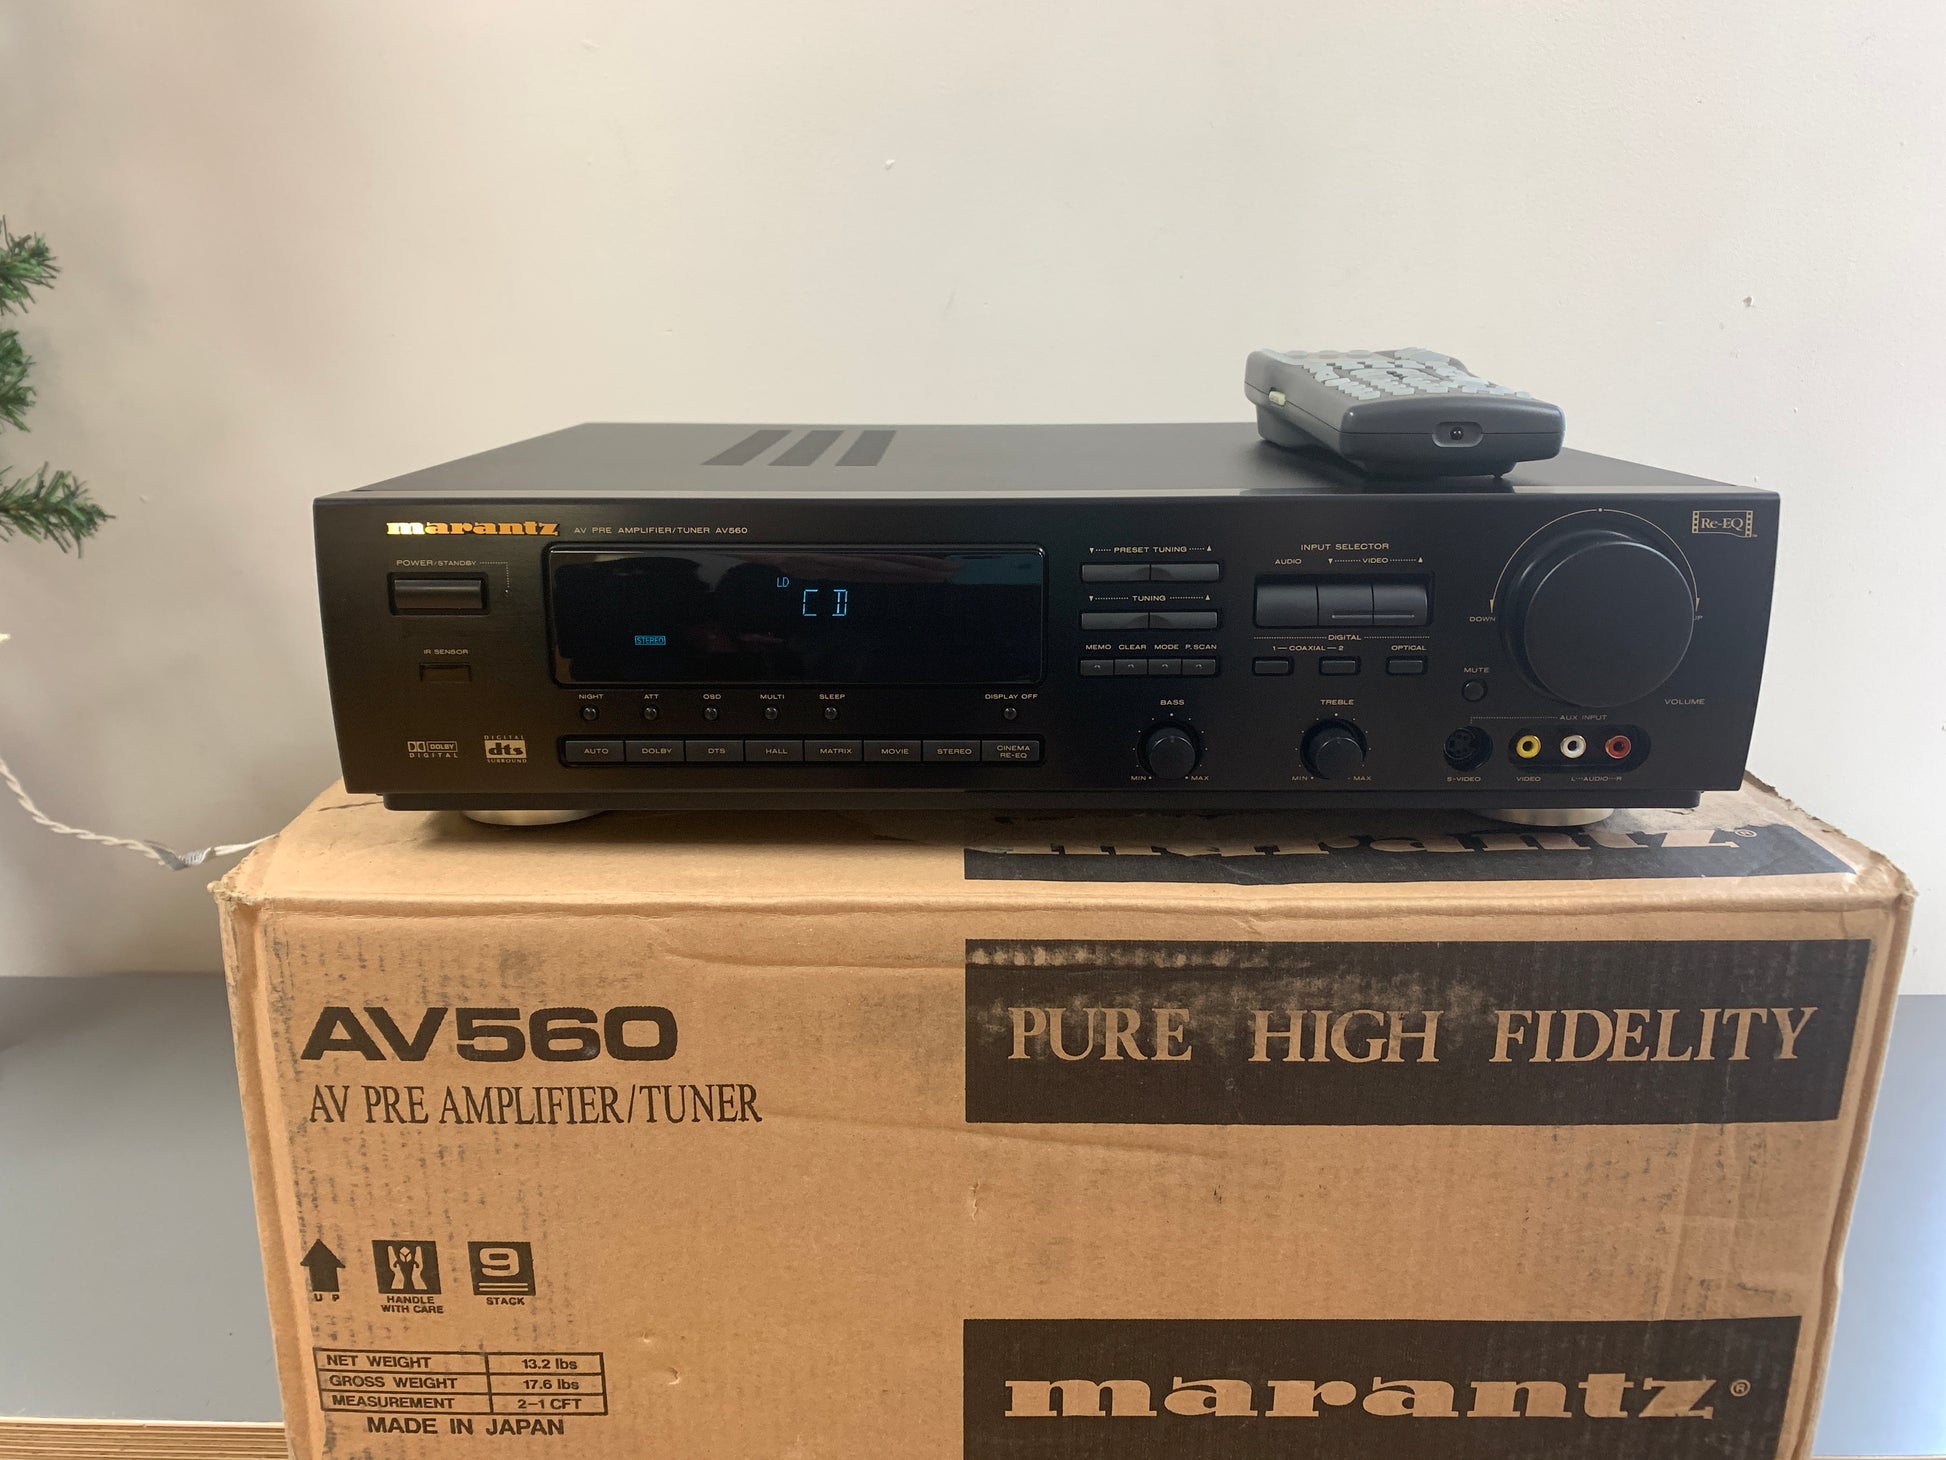 marantz AV PRE AMPLIFIER/TUNER AV560
POWER/STANDBY
IR SENSOR
LD
CD
STEREO
NIGHT ATT OSD MULTI SLEEP DISPLAY OFF
DOLBY
DIGITAL
DIGITAL
dts
SURROUND
AUTO DOLBY DTS HALL MATRIX MOVIE STEREO CINEMA
RE-EQ
PRESET TUNING
TUNING
MEMO CLEAR MODE P.SCAN
INPUT SELECTOR
AUDIO VIDEO
DIGITAL
1 — COAXIAL — 2 OPTICAL
BASS
MIN MAX
TREBLE
MIN MAX
Re-EQ
DOWN UP
MUTE
VOLUME
AUX INPUT
S-VIDEO VIDEO L—AUDIO—R
marantz®
PURE HIGH FIDELITY
AV560
AV PRE AMPLIFIER/TUNER
UP
HANDLE
WITH CARE
9
STACK
NET WEIGHT 13.2 lbs
GROSS WEIGHT 17.6 lbs
MEASUREMENT 2-1 CFT
MADE IN JAPAN
marantz®